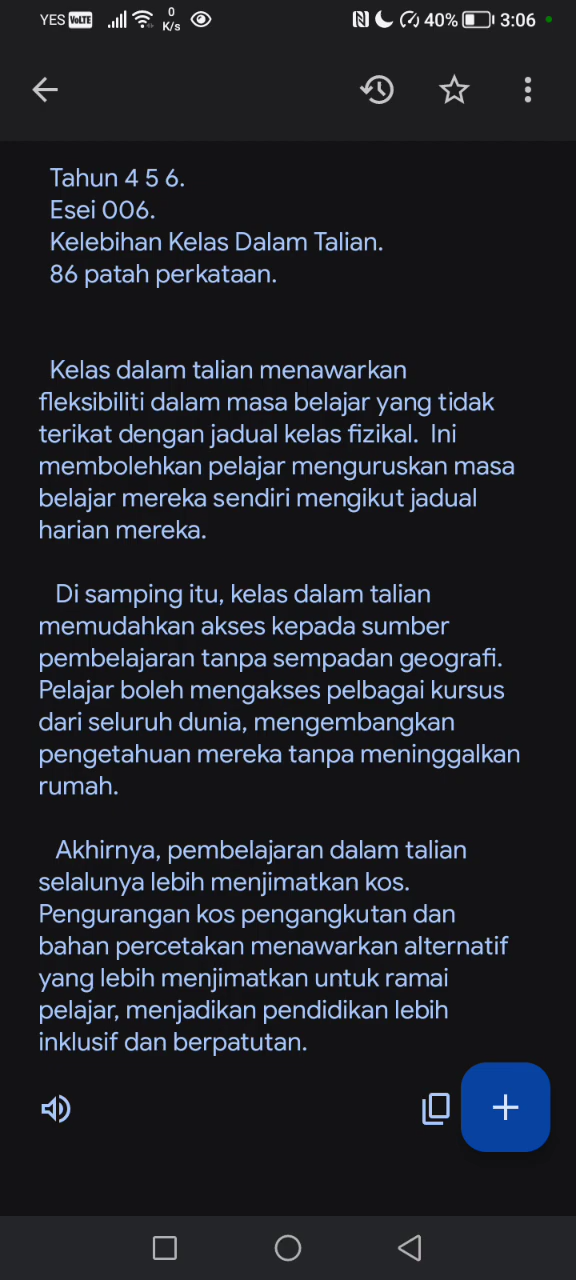 YES VoLTE 0 K/s 40% 3:06
Tahun 4 5 6.
Esei 006.
Kelebihan Kelas Dalam Talian.
86 patah perkataan.
Kelas dalam talian menawarkan
fleksibiliti dalam masa belajar yang tidak
terikat dengan jadual kelas fizikal.  Ini
membolehkan pelajar menguruskan masa
belajar mereka sendiri mengikut jadual
harian mereka.
Di samping itu, kelas dalam talian
memudahkan akses kepada sumber
pembelajaran tanpa sempadan geografi.
Pelajar boleh mengakses pelbagai kursus
dari seluruh dunia, mengembangkan
pengetahuan mereka tanpa meninggalkan
rumah.
Akhirnya, pembelajaran dalam talian
selalunya lebih menjimatkan kos.
Pengurangan kos pengangkutan dan
bahan percetakan menawarkan alternatif
yang lebih menjimatkan untuk ramai
pelajar, menjadikan pendidikan lebih
inklusif dan berpatutan.